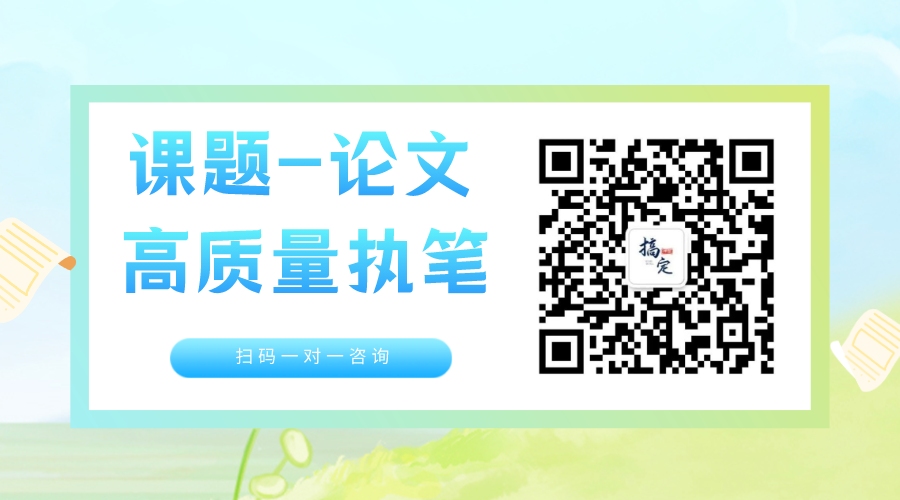 课题-论文
高质量执笔
扫码一对一咨询
搞
定